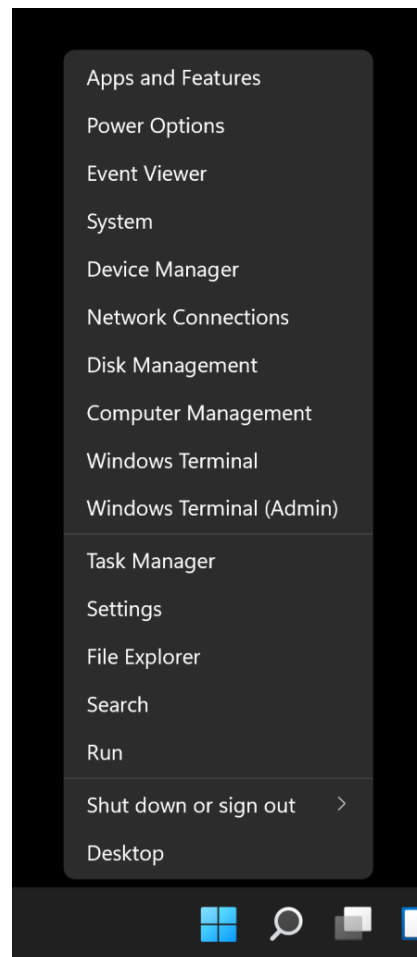 Apps and Features
Power Options
Event Viewer
System
Device Manager
Network Connections
Disk Management
Computer Management
Windows Terminal
Windows Terminal (Admin)
Task Manager
Settings
File Explorer
Search
Run
Shut down or sign out
Desktop